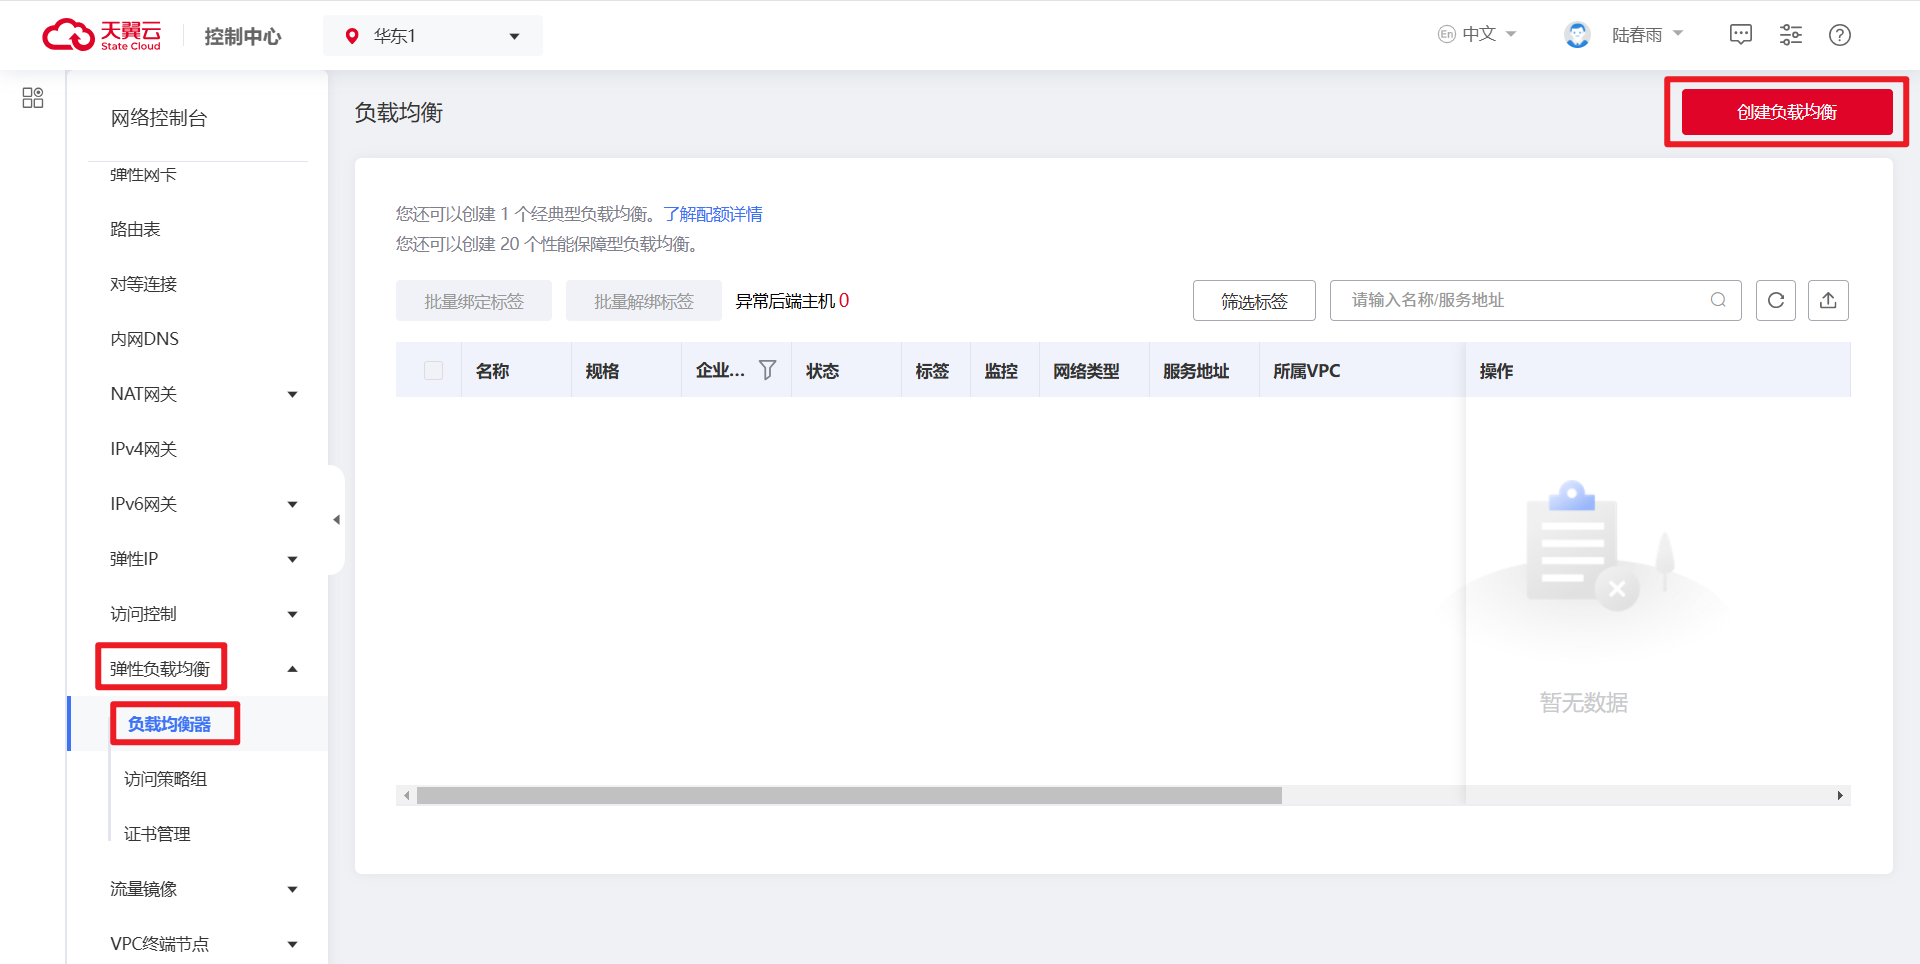 天翼云
State Cloud
控制中心
华东1
En 中文
陆春雨
网络控制台
弹性网卡
路由表
对等连接
内网DNS
NAT网关
IPv4网关
IPv6网关
弹性IP
访问控制
弹性负载均衡
负载均衡器
访问策略组
证书管理
流量镜像
VPC终端节点
负载均衡
创建负载均衡
您还可以创建 1 个经典型负载均衡。了解配额详情
您还可以创建 20 个性能保障型负载均衡。
批量绑定标签 批量解绑标签 异常后端主机 0 筛选标签 请输入名称/服务地址
名称 规格 企业... 状态 标签 监控 网络类型 服务地址 所属VPC 操作
暂无数据